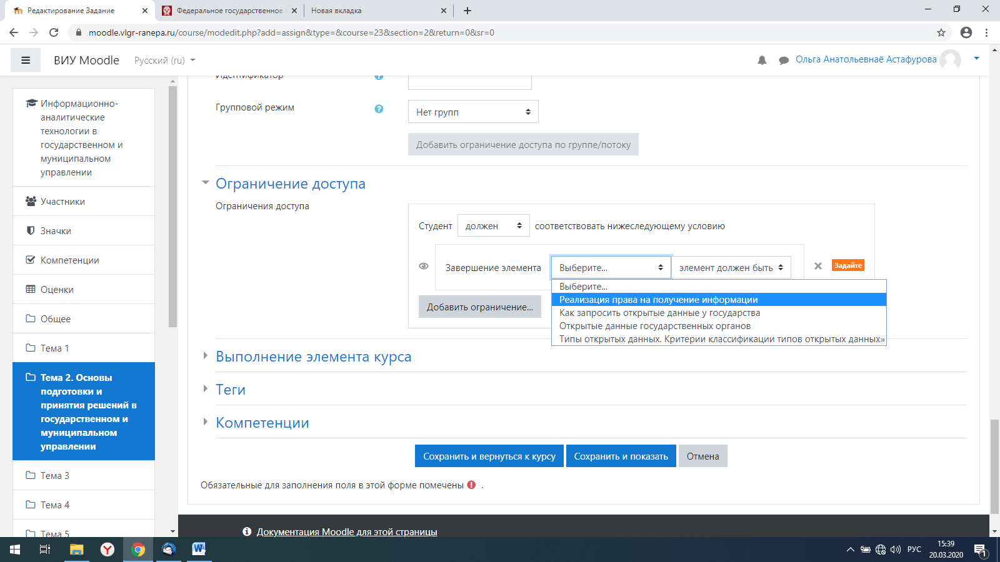 Редактирование Задание
Федеральное государственное
Новая вкладка
moodle.vlgr-ranepa.ru/course/modedit.php?add=assign&type=&course=23&section=2&return=0&sr=0
ВИУ Moodle
Русский (ru)
Ольга Анатольевнаё Астафурова
Информационно-
аналитические
технологии в
государственном и
муниципальном
управлении
Участники
Значки
Компетенции
Оценки
Общее
Тема 1
Тема 2. Основы
подготовки и
принятия решений в
государственном и
муниципальном
управлении
Тема 3
Тема 4
Тема 5
Идентификатор
Групповой режим
Нет групп
Добавить ограничение доступа по группе/потоку
Ограничение доступа
Ограничения доступа
Студент должен соответствовать нижеследующему условию
Завершение элемента Выберите... элемент должен быть Задайте
Выберите...
Реализация права на получение информации
Как запросить открытые данные у государства
Открытые данные государственных органов
Типы открытых данных. Критерии классификации типов открытых данных»
Добавить ограничение...
Выполнение элемента курса
Теги
Компетенции
Сохранить и вернуться к курсу
Сохранить и показать
Отмена
Обязательные для заполнения поля в этой форме помечены .
Документация Moodle для этой страницы
РУС
15:39
20.03.2020
1